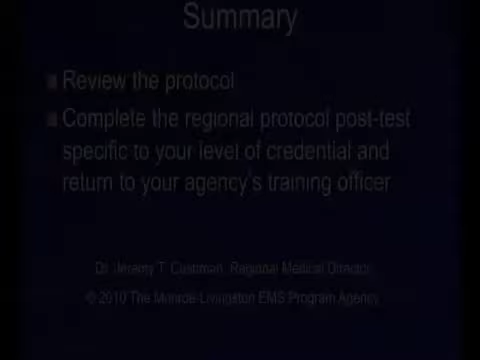 Summary
Review the protocol
Complete the regional protocol post-test
specific to your level of credential and
return to your agency's training officer
Dr. Jeremy T. Cushman, Regional Medical Director
© 2010 The Monroe-Livingston EMS Program Agency